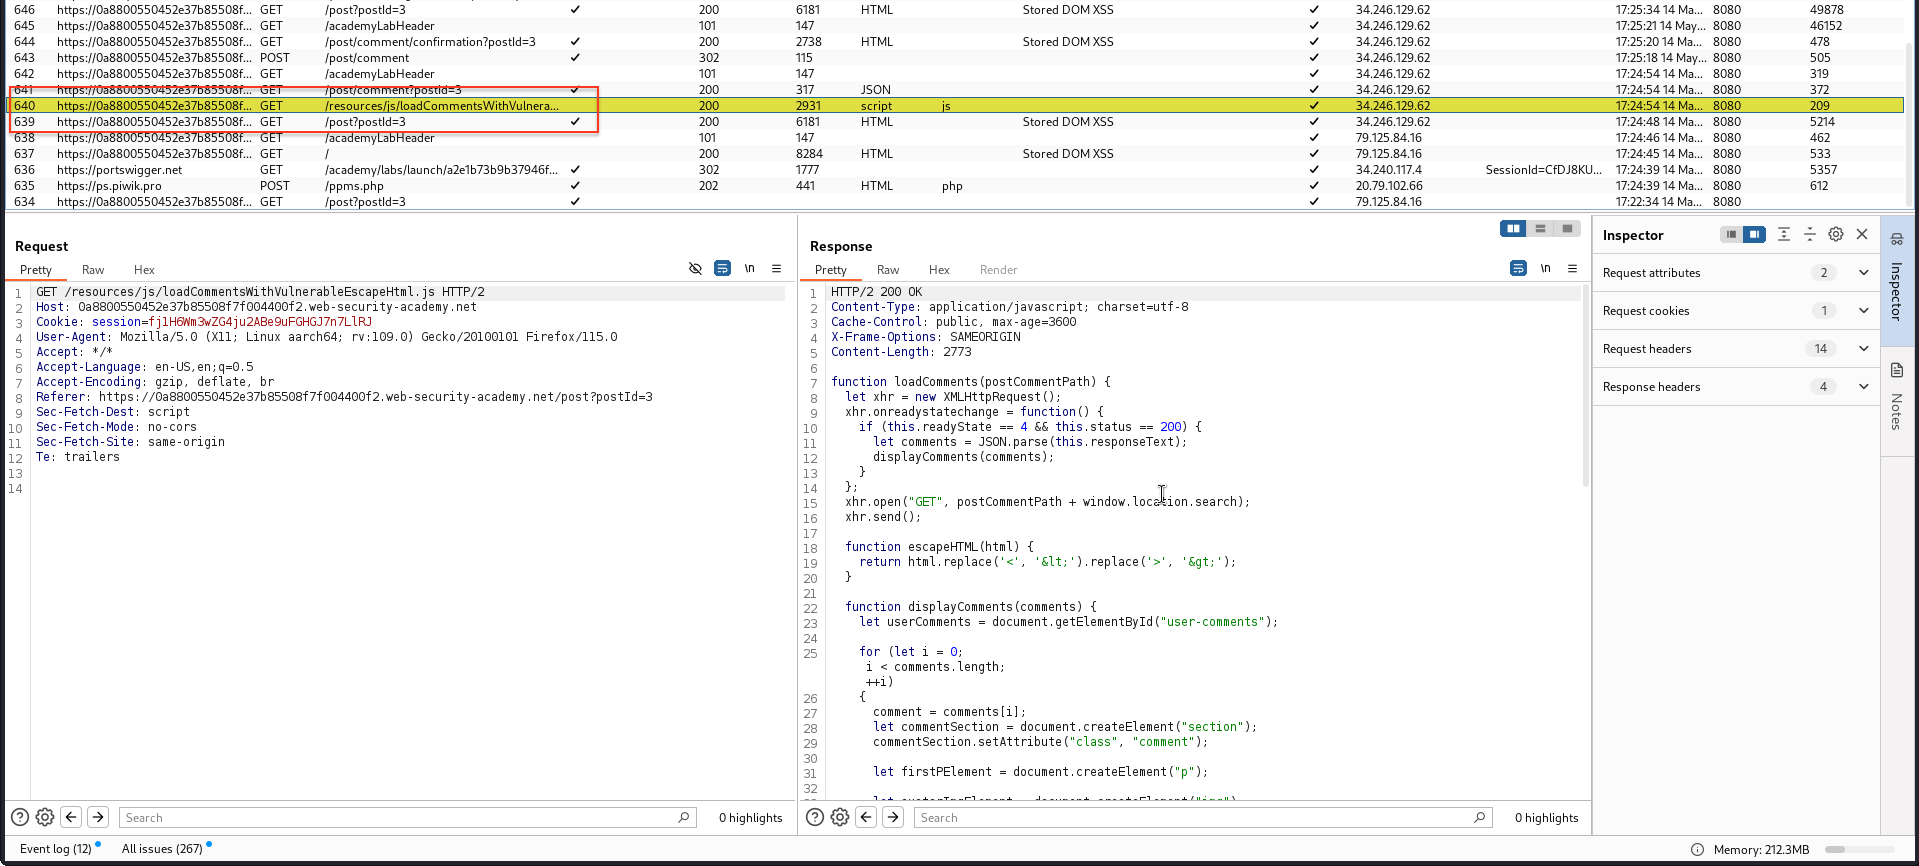 646 https://0a8800550452e37b85508f... GET /post?postId=3 ✓ 200 6181 HTML Stored DOM XSS ✓ 34.246.129.62 17:25:34 14 Ma... 8080 49878
645 https://0a8800550452e37b85508f... GET /academyLabHeader 101 147 ✓ 34.246.129.62 17:25:21 14 May... 8080 46152
644 https://0a8800550452e37b85508f... GET /post/comment/confirmation?postId=3 ✓ 200 2738 HTML Stored DOM XSS ✓ 34.246.129.62 17:25:20 14 Ma... 8080 478
643 https://0a8800550452e37b85508f... POST /post/comment ✓ 302 115 ✓ 34.246.129.62 17:25:18 14 May... 8080 505
642 https://0a8800550452e37b85508f... GET /academyLabHeader 101 147 ✓ 34.246.129.62 17:24:54 14 Ma... 8080 319
641 https://0a8800550452e37b85508f... GET /post/comment?postId=3 ✓ 200 317 JSON ✓ 34.246.129.62 17:24:54 14 Ma... 8080 372
640 https://0a8800550452e37b85508f... GET /resources/js/loadCommentsWithVulnera... 200 2931 script js ✓ 34.246.129.62 17:24:54 14 Ma... 8080 209
639 https://0a8800550452e37b85508f... GET /post?postId=3 ✓ 200 6181 HTML Stored DOM XSS ✓ 34.246.129.62 17:24:48 14 Ma... 8080 5214
638 https://0a8800550452e37b85508f... GET /academyLabHeader 101 147 ✓ 79.125.84.16 17:24:46 14 Ma... 8080 462
637 https://0a8800550452e37b85508f... GET / 200 8284 HTML Stored DOM XSS ✓ 79.125.84.16 17:24:45 14 Ma... 8080 533
636 https://portswigger.net GET /academy/labs/launch/a2e1b73b9b37946f... ✓ 302 1777 ✓ 34.240.117.4 SessionId=CfDJ8KU... 17:24:39 14 Ma... 8080 5357
635 https://ps.piwik.pro POST /ppms.php ✓ 202 441 HTML php ✓ 20.79.102.66 17:24:39 14 Ma... 8080 612
634 https://0a8800550452e37b85508f... GET /post?postId=3 ✓ ✓ 79.125.84.16 17:22:34 14 Ma... 8080
Request
Pretty Raw Hex \n
1 GET /resources/js/loadCommentsWithVulnerableEscapeHtml.js HTTP/2
2 Host: 0a8800550452e37b85508f7f004400f2.web-security-academy.net
3 Cookie: session=fj1H6Wm3wZG4ju2ABe9uFGHGJ7n7LlRJ
4 User-Agent: Mozilla/5.0 (X11; Linux aarch64; rv:109.0) Gecko/20100101 Firefox/115.0
5 Accept: */*
6 Accept-Language: en-US,en;q=0.5
7 Accept-Encoding: gzip, deflate, br
8 Referer: https://0a8800550452e37b85508f7f004400f2.web-security-academy.net/post?postId=3
9 Sec-Fetch-Dest: script
10 Sec-Fetch-Mode: no-cors
11 Sec-Fetch-Site: same-origin
12 Te: trailers
13
14
Search 0 highlights
Response
Pretty Raw Hex Render \n
1 HTTP/2 200 OK
2 Content-Type: application/javascript; charset=utf-8
3 Cache-Control: public, max-age=3600
4 X-Frame-Options: SAMEORIGIN
5 Content-Length: 2773
6
7 function loadComments(postCommentPath) {
8 let xhr = new XMLHttpRequest();
9 xhr.onreadystatechange = function() {
10 if (this.readyState == 4 && this.status == 200) {
11 let comments = JSON.parse(this.responseText);
12 displayComments(comments);
13 }
14 };
15 xhr.open("GET", postCommentPath + window.location.search);
16 xhr.send();
17
18 function escapeHTML(html) {
19 return html.replace('<', '&lt;').replace('>', '&gt;');
20 }
21
22 function displayComments(comments) {
23 let userComments = document.getElementById("user-comments");
24
25 for (let i = 0;
i < comments.length;
++i)
26 {
27 comment = comments[i];
28 let commentSection = document.createElement("section");
29 commentSection.setAttribute("class", "comment");
30
31 let firstPElement = document.createElement("p");
32
Search 0 highlights
Inspector
Request attributes 2
Request cookies 1
Request headers 14
Response headers 4
Inspector
Notes
Event log (12) All issues (267) Memory: 212.3MB